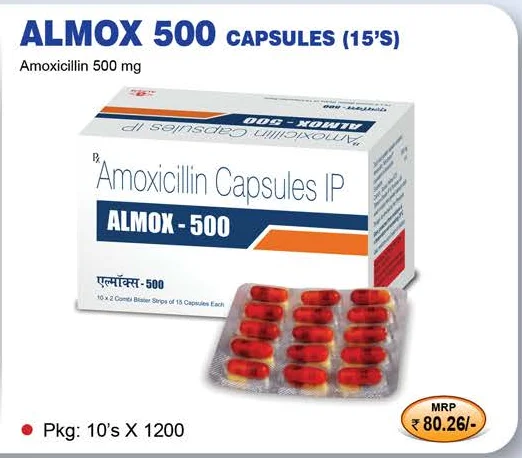 ALMOX 500 CAPSULES (15'S)
Amoxicillin 500 mg
ALMOX - 500
Amoxicillin Capsules IP
Rx
Amoxicillin Capsules IP
ALMOX - 500
एल्मॉक्स-500
10 x 2 Combi Blister Strips of 15 Capsules Each
Pkg: 10's X 1200
MRP
₹ 80.26/-